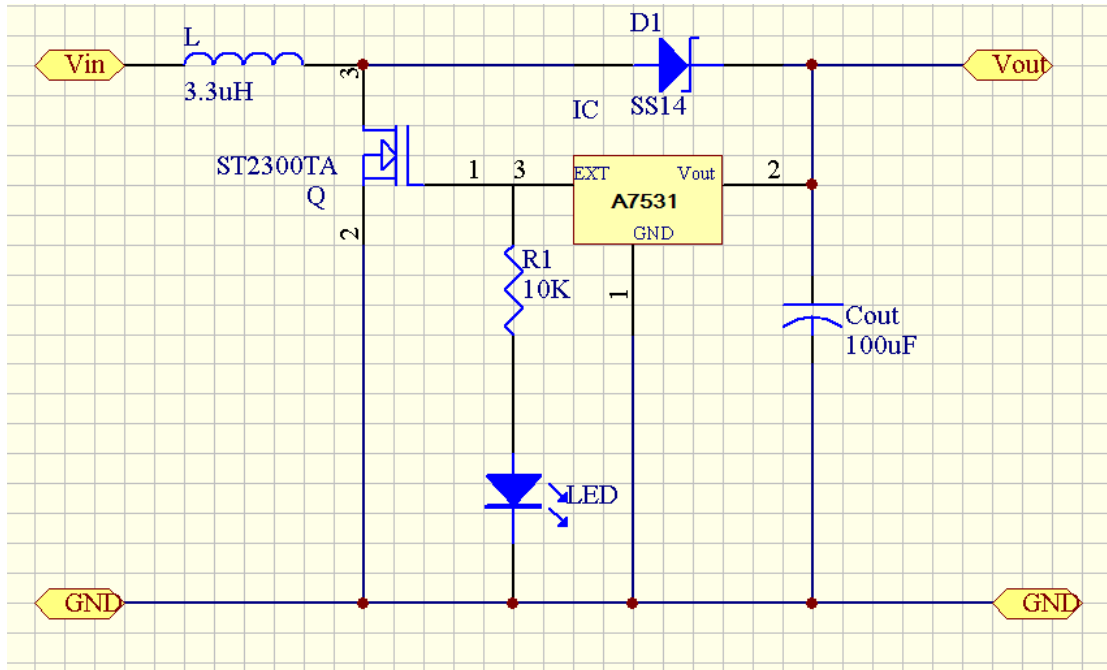 L
D1
Vin
Vout
3
3.3uH
IC
SS14
ST2300TA
Q
1
3
EXT
Vout
2
A7531
GND
2
R1
10K
1
Cout
100uF
LED
GND
GND